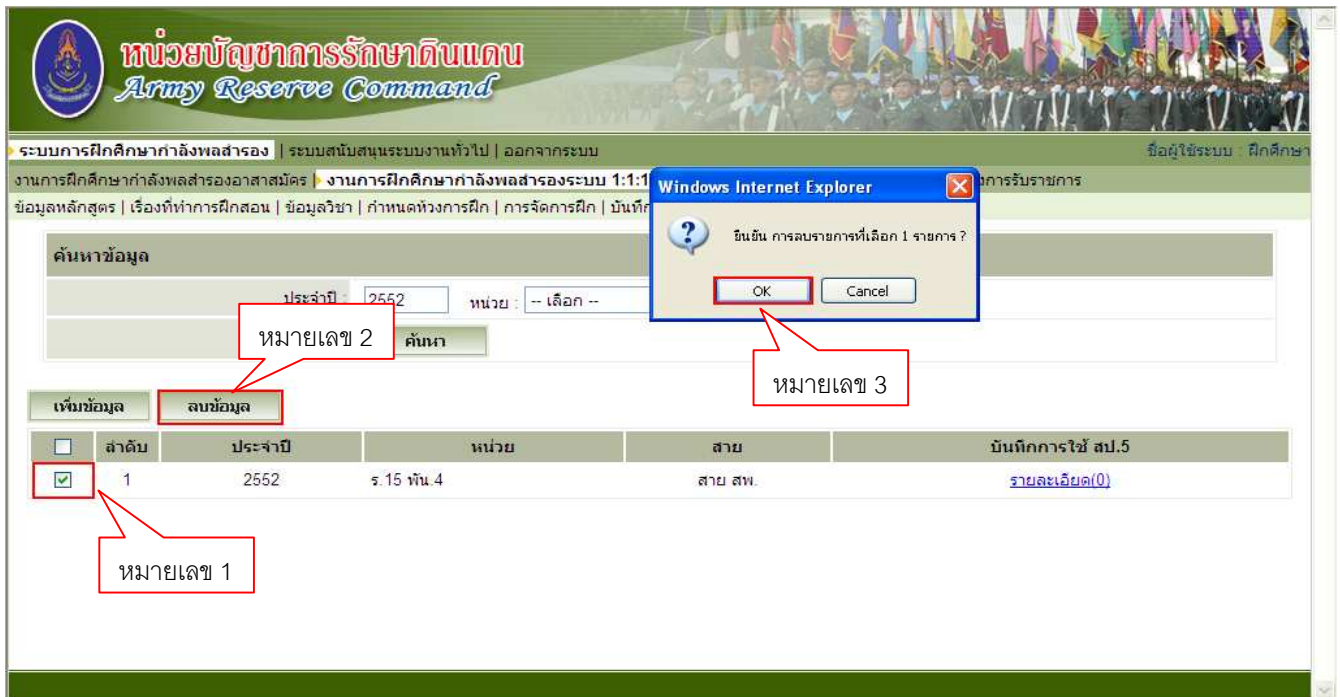 หน่วยบัญชาการรักษาดินแดน
Army Reserve Command
ระบบการฝึกศึกษากำลังพลสำรอง | ระบบสนับสนุนระบบงานทั่วไป | ออกจากระบบ ชื่อผู้ใช้ระบบ : ฝึกศึกษา
งานการฝึกศึกษากำลังพลสำรองอาสาสมัคร | งานการฝึกศึกษากำลังพลสำรองระบบ 1:1:1 การรับราชการ
ข้อมูลหลักสูตร | เรื่องที่ทำการฝึกสอน | ข้อมูลวิชา | กำหนดห้วงการฝึก | การจัดการฝึก |
Windows Internet Explorer
ยืนยัน การลบรายการที่เลือก 1 รายการ ?
OK Cancel
ค้นหาข้อมูล
ประจำปี : 2552 หน่วย : -- เลือก --
ค้นหา
หมายเลข 2
หมายเลข 3
เพิ่มข้อมูล ลบข้อมูล
ลำดับ ประจำปี หน่วย สาย บันทึกการใช้ สป.5
1 2552 ร.15 พัน.4 สาย สพ. รายละเอียด(0)
หมายเลข 1